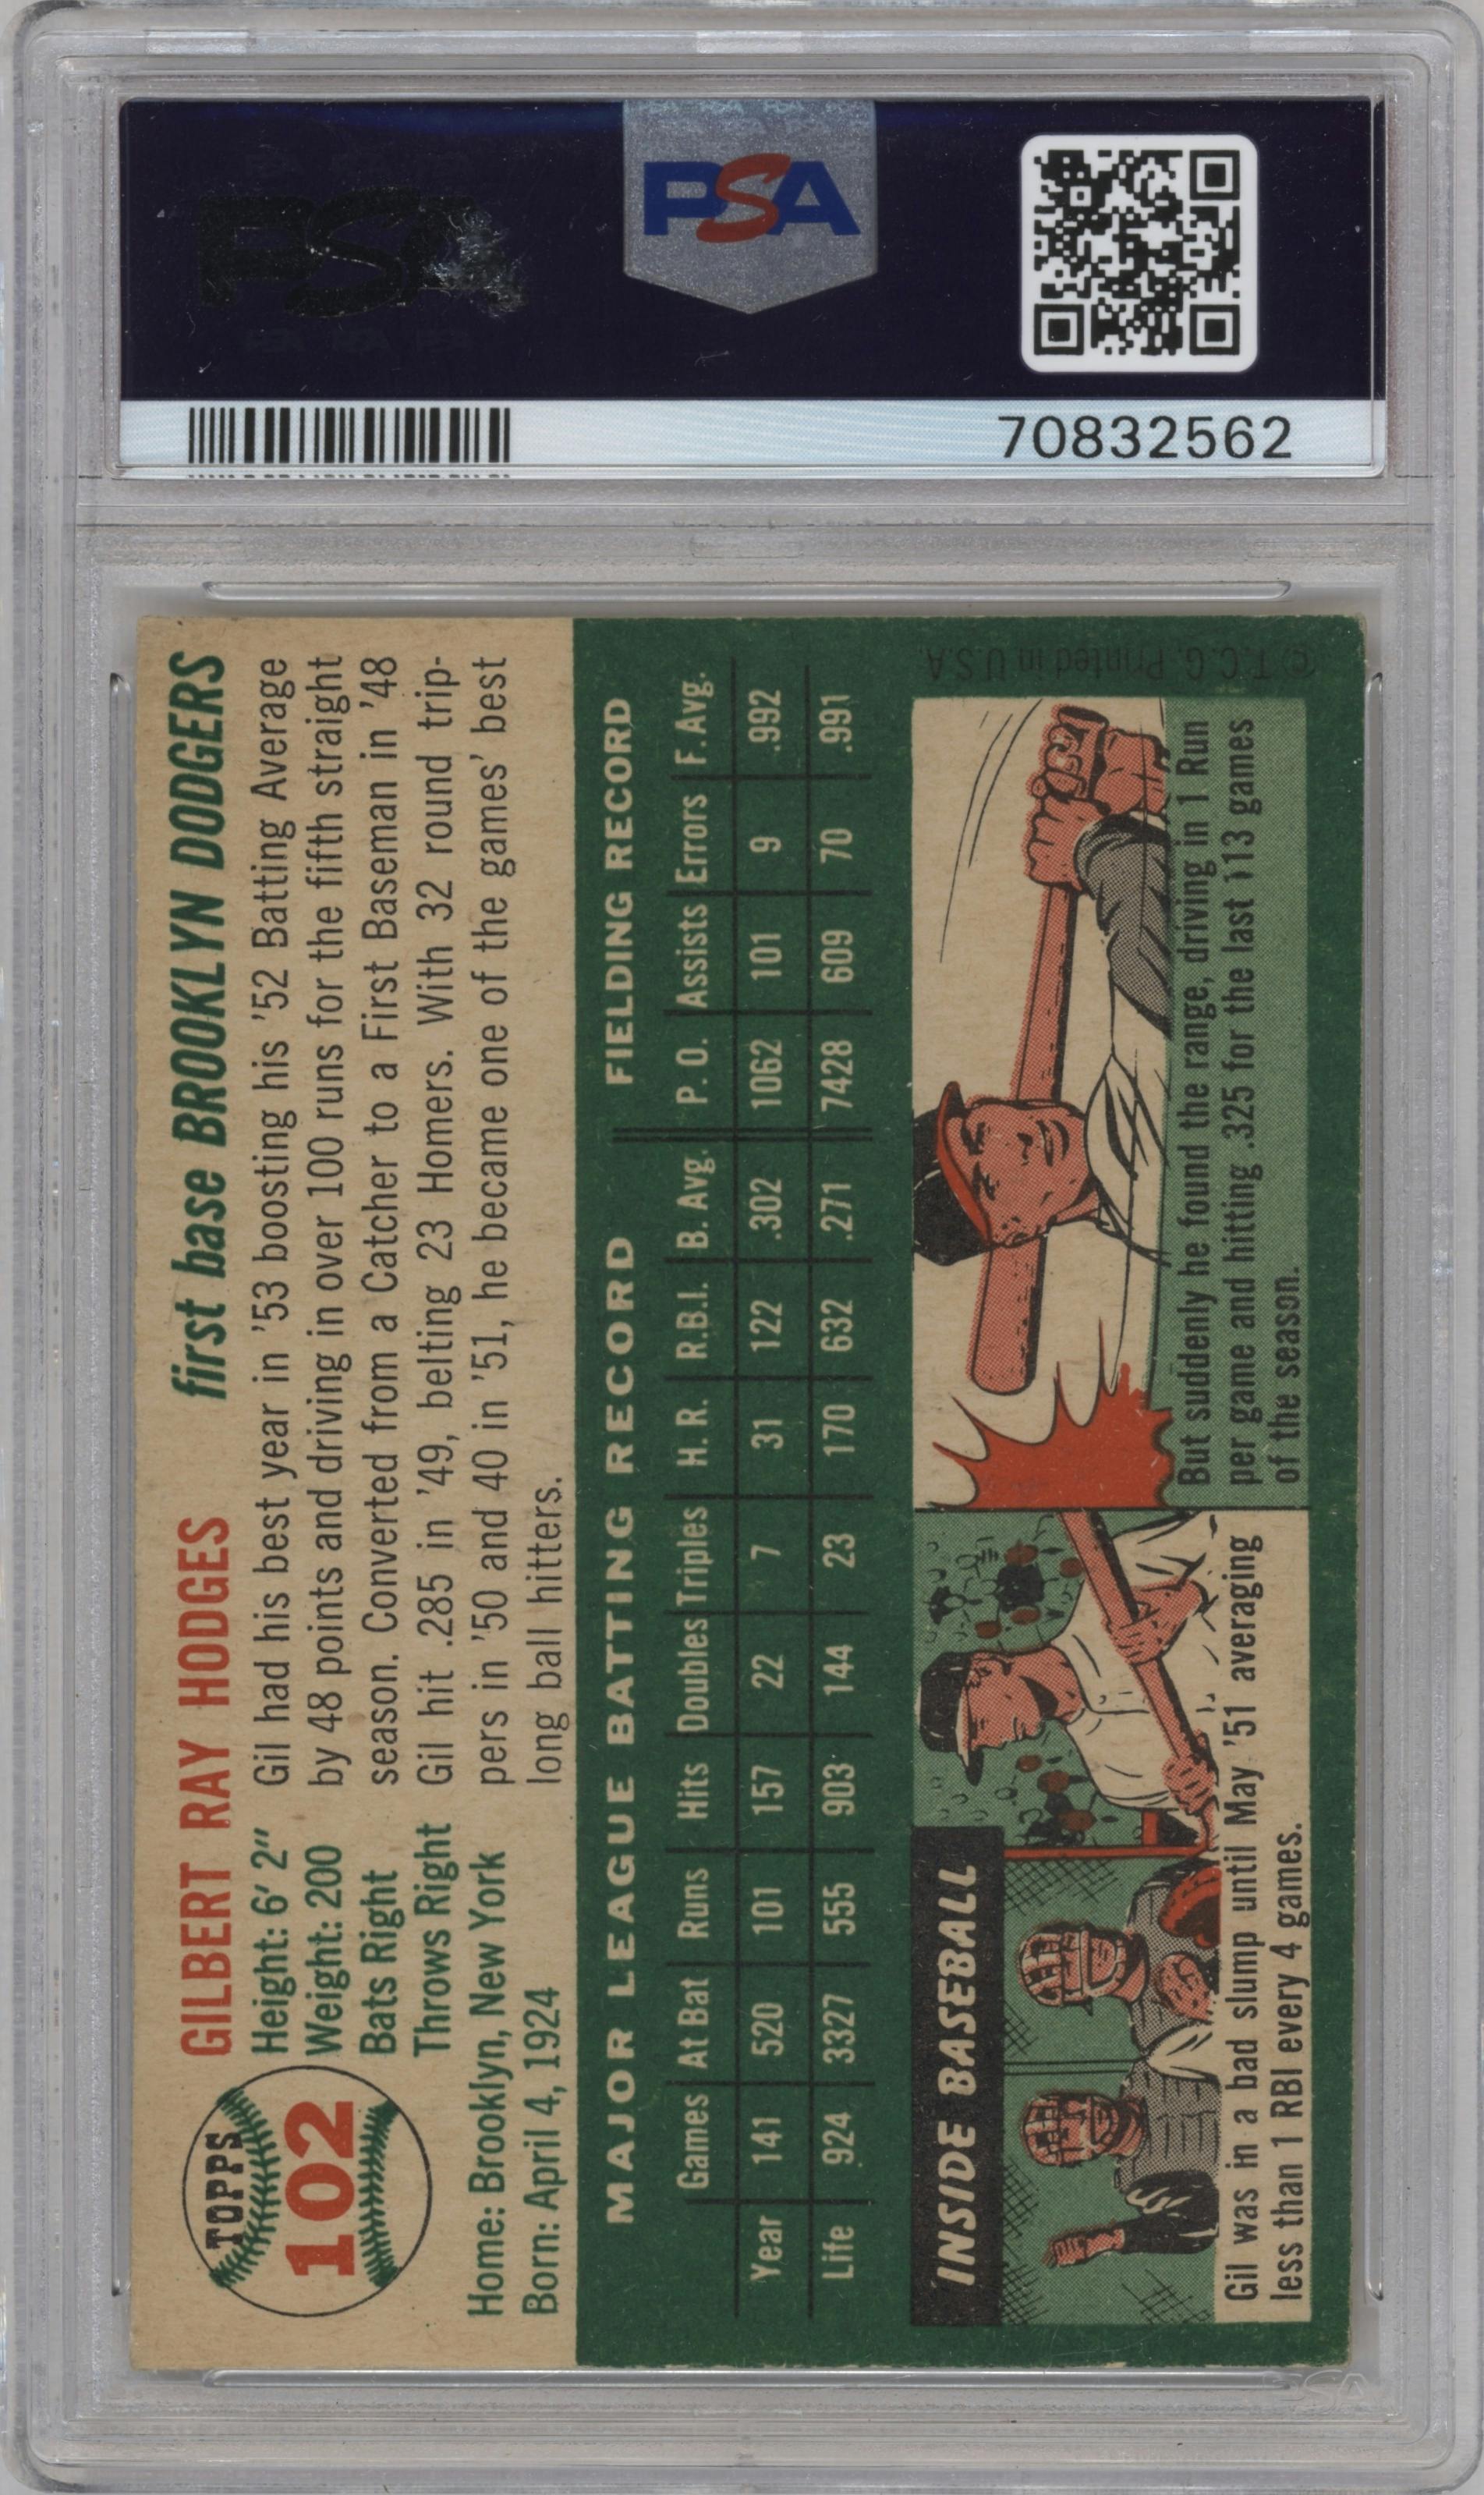 PSA
70832562
TOPPS
102
GILBERT RAY HODGES first base BROOKLYN DODGERS
Height: 6' 2"
Weight: 200
Bats Right
Throws Right
Home: Brooklyn, New York
Born: April 4, 1924
Gil had his best year in '53 boosting his '52 Batting Average
by 48 points and driving in over 100 runs for the fifth straight
season. Converted from a Catcher to a First Baseman in '48
Gil hit .285 in '49, belting 23 Homers. With 32 round trip-
pers in '50 and 40 in '51, he became one of the games' best
long ball hitters.
MAJOR LEAGUE BATTING RECORD FIELDING RECORD
Games At Bat Runs Hits Doubles Triples H. R. R.B.I. B. Avg. P. O. Assists Errors F. Avg.
Year 141 520 101 157 22 7 31 122 .302 1062 101 9 .992
Life 924 3327 555 903 144 23 170 632 .271 7428 609 70 .991
INSIDE BASEBALL
Gil was in a bad slump until May '51 averaging
less than 1 RBI every 4 games.
But suddenly he found the range, driving in 1 Run
per game and hitting .325 for the last 113 games
of the season.
© T.C.G. Printed in U.S.A.
PSA